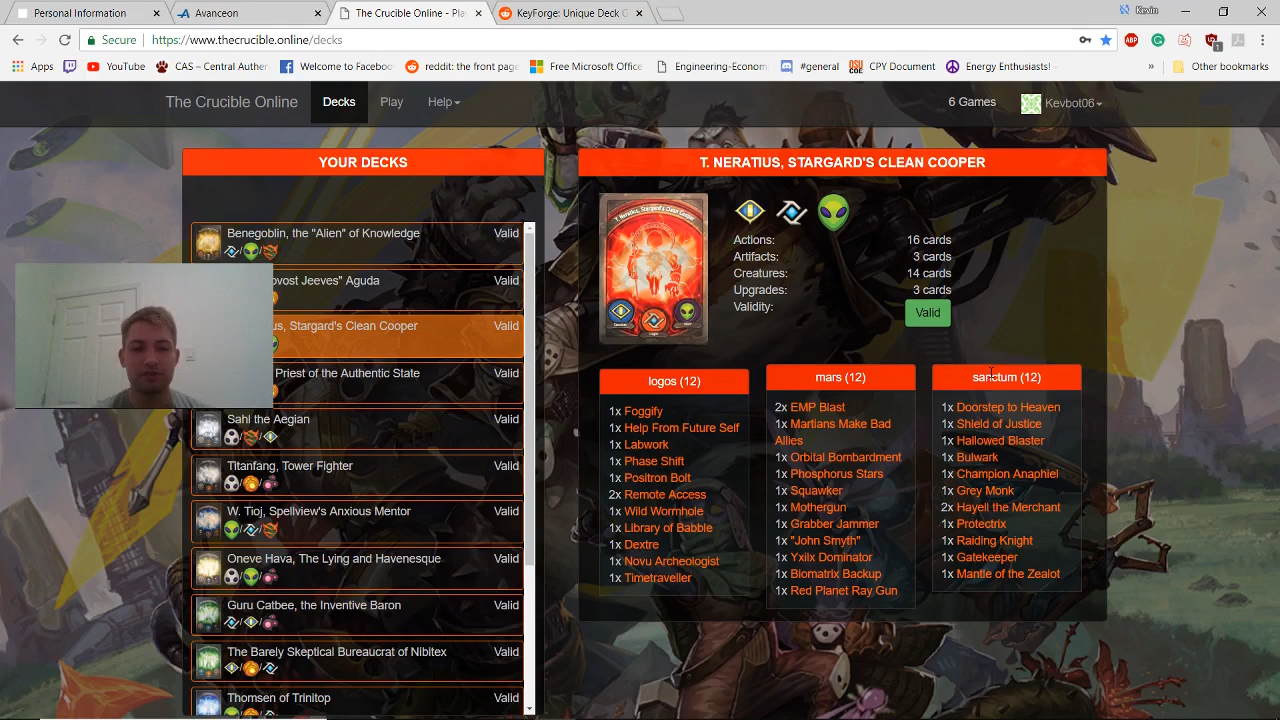 Personal Information
Avanceon
The Crucible Online - Pla
KeyForge: Unique Deck G
Kevin
Secure
https://www.thecrucible.online/decks
ABP
1
Apps
YouTube
CAS – Central Auther
Welcome to Faceboo
reddit: the front page
Free Microsoft Office
Engineering-Econom
#general
CPY Document
Energy Enthusiasts!
»
Other bookmarks
The Crucible Online
Decks
Play
Help
6 Games
Kevbot06
YOUR DECKS
Benegoblin, the "Alien" of Knowledge
Valid
ovost Jeeves" Aguda
Valid
us, Stargard's Clean Cooper
Valid
Priest of the Authentic State
Valid
Sahl the Aegian
Valid
Titanfang, Tower Fighter
Valid
W. Tioj, Spellview's Anxious Mentor
Valid
Oneve Hava, The Lying and Havenesque
Valid
Guru Catbee, the Inventive Baron
Valid
The Barely Skeptical Bureaucrat of Nibitex
Valid
Thomsen of Trinitop
Valid
T. NERATIUS, STARGARD'S CLEAN COOPER
T. Neratius, Stargard's Clean Cooper
Actions: 16 cards
Artifacts: 3 cards
Creatures: 14 cards
Upgrades: 3 cards
Validity: Valid
logos (12)
1x Foggify
1x Help From Future Self
1x Labwork
1x Phase Shift
1x Positron Bolt
2x Remote Access
1x Wild Wormhole
1x Library of Babble
1x Dextre
1x Novu Archeologist
1x Timetraveller
mars (12)
2x EMP Blast
1x Martians Make Bad
Allies
1x Orbital Bombardment
1x Phosphorus Stars
1x Squawker
1x Mothergun
1x Grabber Jammer
1x "John Smyth"
1x Yxilx Dominator
1x Biomatrix Backup
1x Red Planet Ray Gun
sanctum (12)
1x Doorstep to Heaven
1x Shield of Justice
1x Hallowed Blaster
1x Bulwark
1x Champion Anaphiel
1x Grey Monk
2x Hayell the Merchant
1x Protectrix
1x Raiding Knight
1x Gatekeeper
1x Mantle of the Zealot